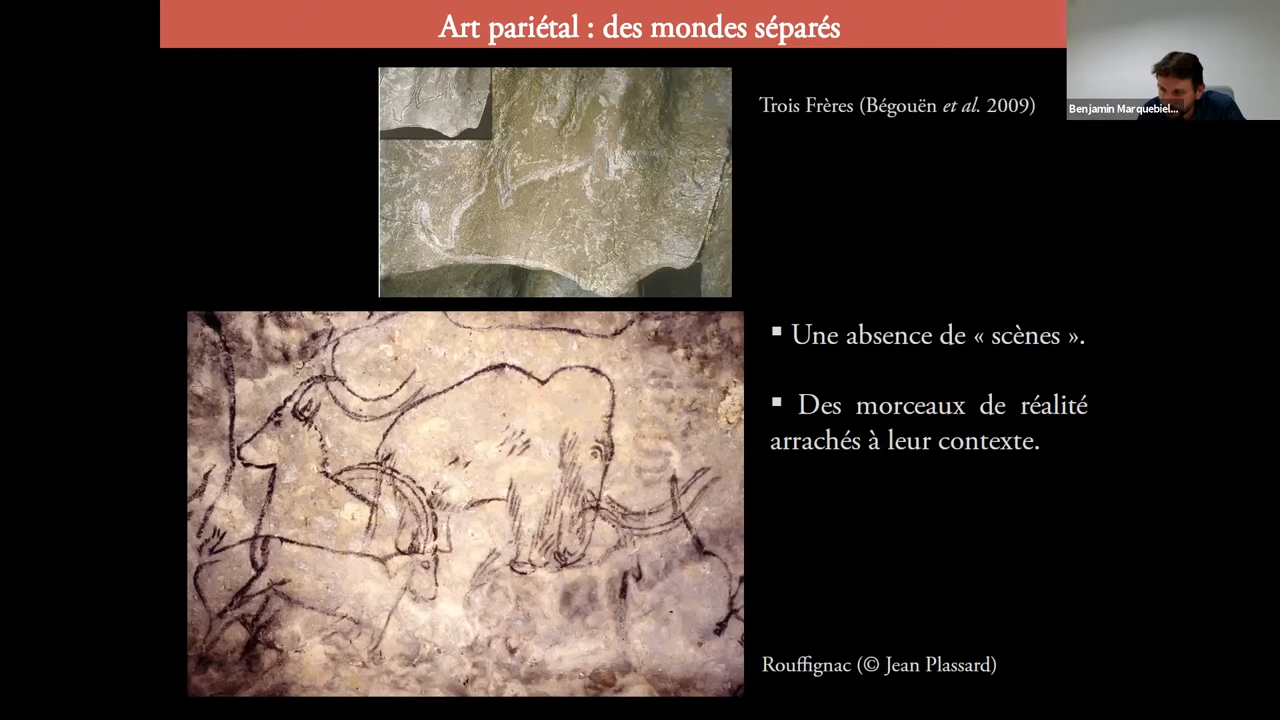 Art pariétal : des mondes séparés
Trois Frères (Bégouën et al. 2009)
Benjamin Marquebiel...
▪ Une absence de « scènes ».
▪ Des morceaux de réalité
arrachés à leur contexte.
Rouffignac (© Jean Plassard)